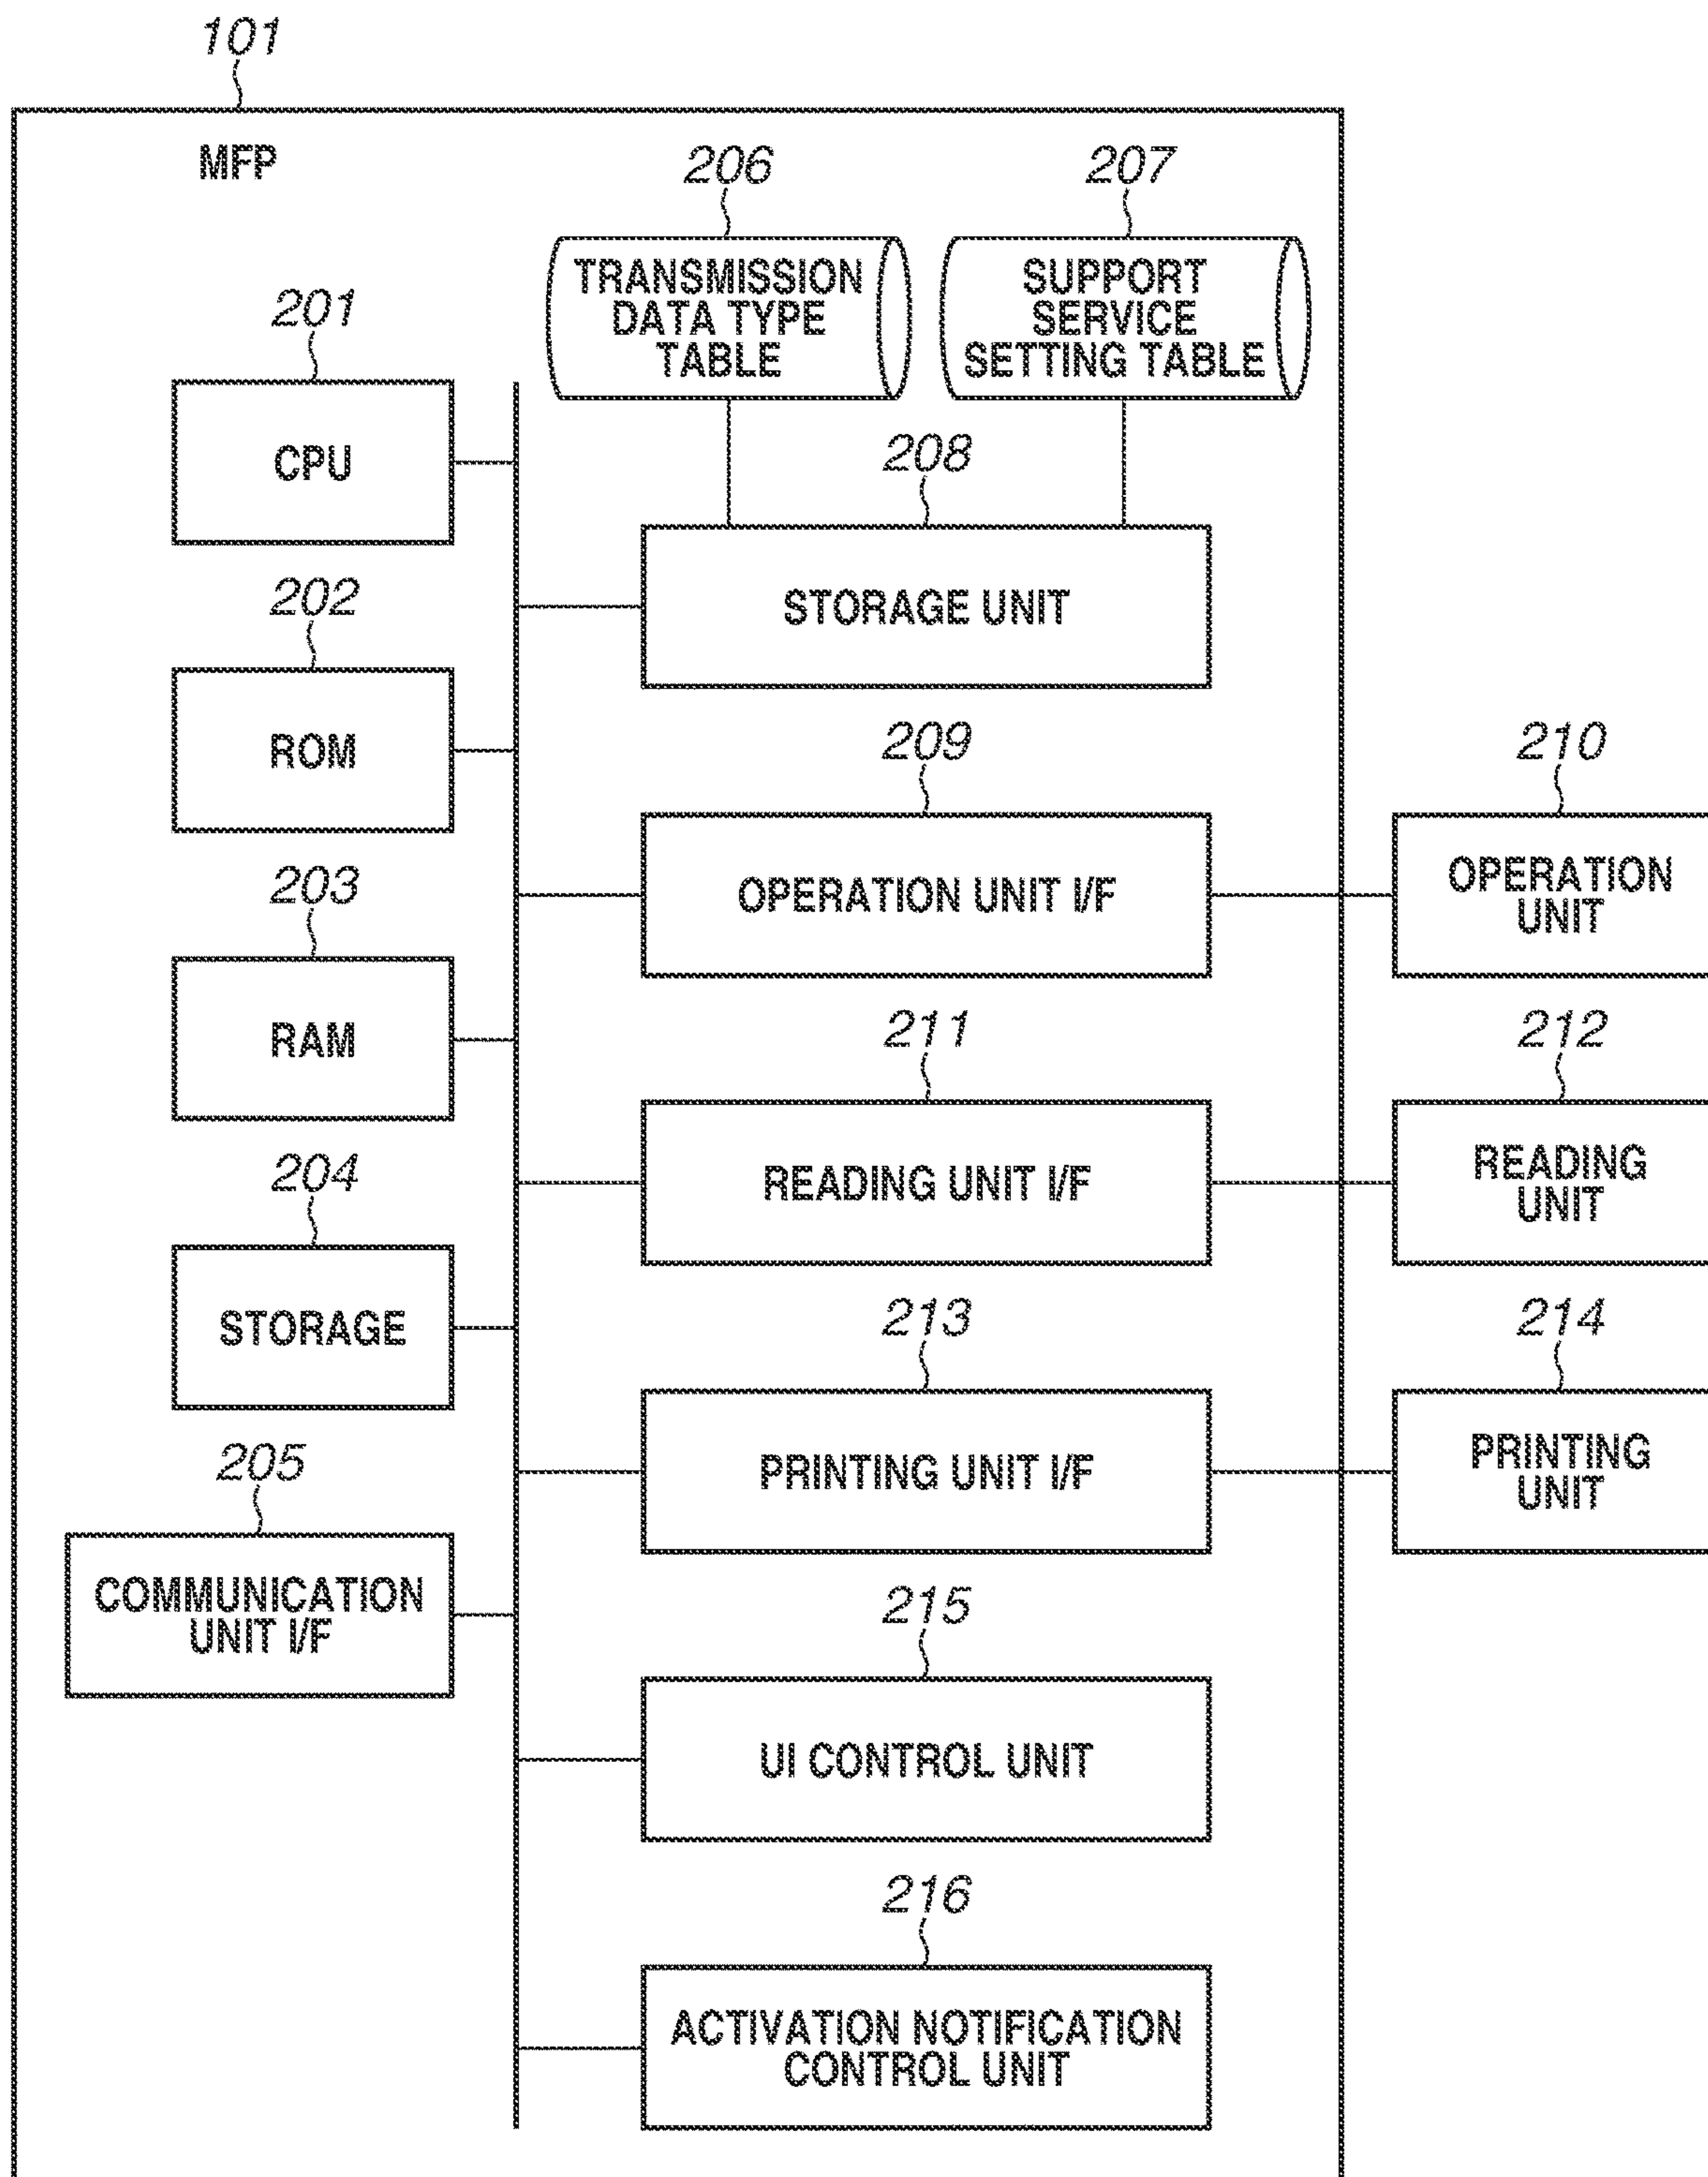 101
MFP
206
207
TRANSMISSION
DATA TYPE
TABLE
SUPPORT
SERVICE
SETTING TABLE
201
CPU
208
STORAGE UNIT
202
ROM
209
OPERATION UNIT I/F
210
OPERATION
UNIT
203
RAM
211
READING UNIT I/F
212
READING
UNIT
204
STORAGE
213
PRINTING UNIT I/F
214
PRINTING
UNIT
205
COMMUNICATION
UNIT I/F
215
UI CONTROL UNIT
216
ACTIVATION NOTIFICATION
CONTROL UNIT